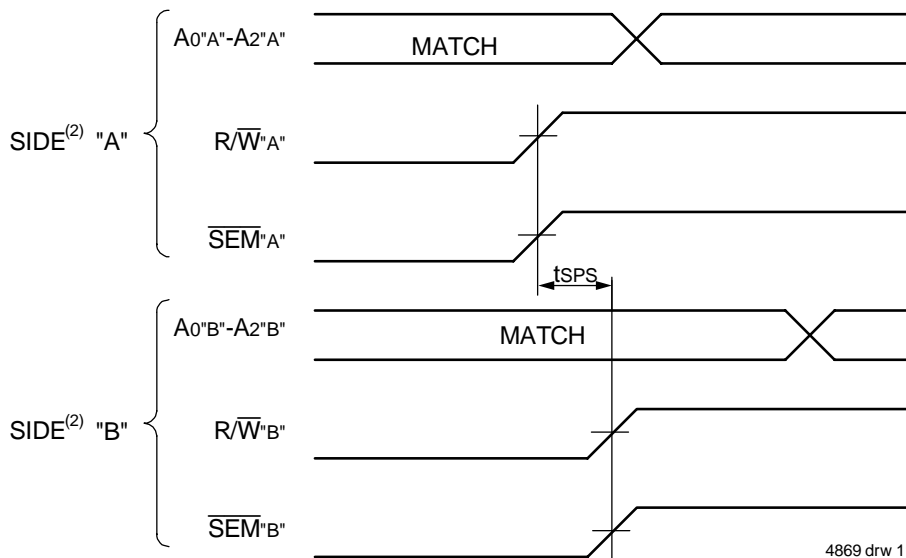 A0"A"-A2"A"
MATCH
SIDE(2) "A"
R/W"A"
SEM"A"
tSPS
A0"B"-A2"B"
MATCH
SIDE(2) "B"
R/W"B"
SEM"B"
4869 drw 1